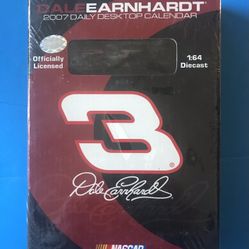 DALE EARNHARDT
2007 DAILY DESKTOP CALENDAR
Officially
Licensed
1:64
Diecast
3
Dale Earnhardt
NASCAR